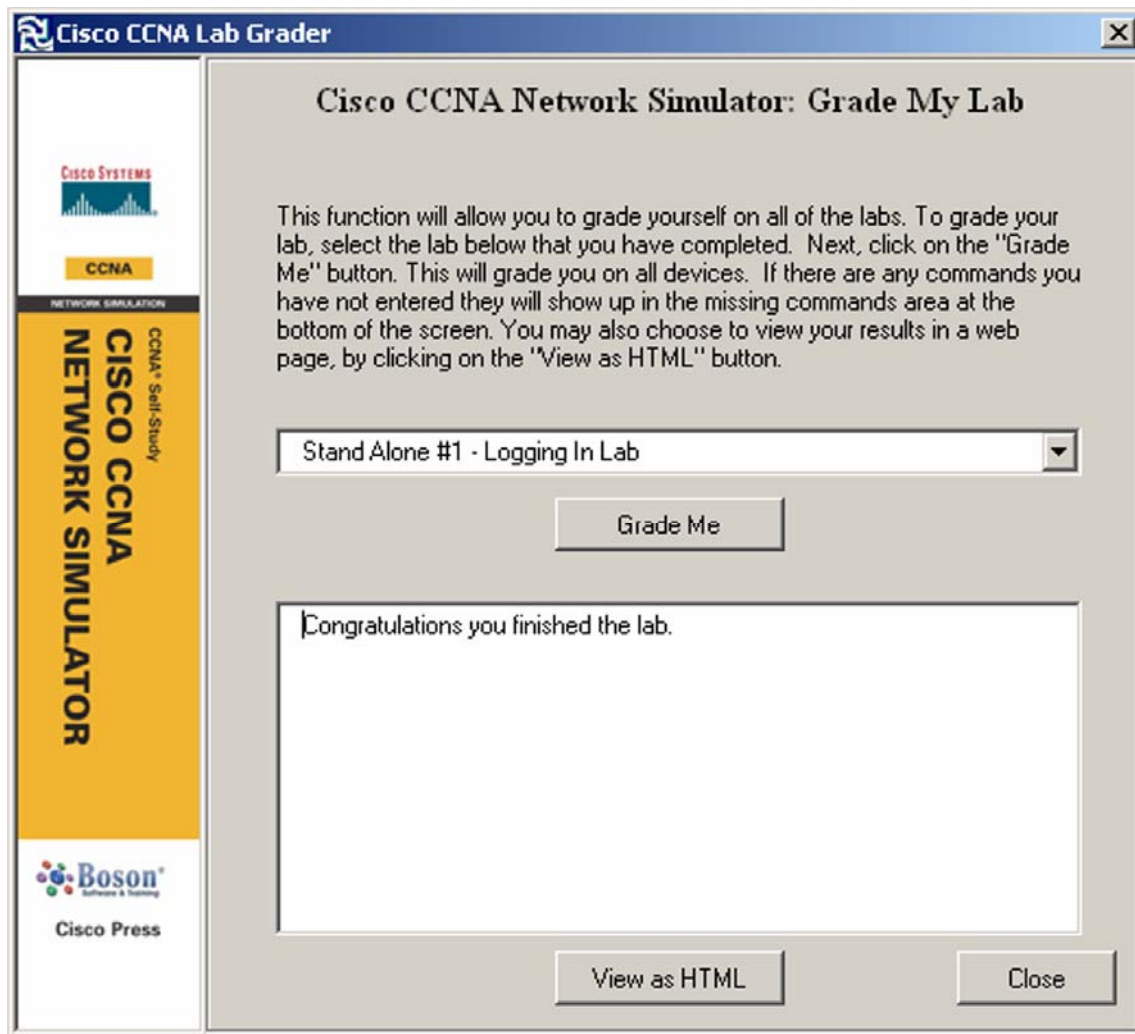 Cisco CCNA Lab Grader
CISCO SYSTEMS
CCNA
NETWORK SIMULATION
CCNA® Self-Study
CISCO CCNA
NETWORK SIMULATOR
Boson®
Software & Training
Cisco Press
Cisco CCNA Network Simulator: Grade My Lab
This function will allow you to grade yourself on all of the labs. To grade your
lab, select the lab below that you have completed. Next, click on the "Grade
Me" button. This will grade you on all devices. If there are any commands you
have not entered they will show up in the missing commands area at the
bottom of the screen. You may also choose to view your results in a web
page, by clicking on the "View as HTML" button.
Stand Alone #1 - Logging In Lab
Grade Me
Congratulations you finished the lab.
View as HTML
Close